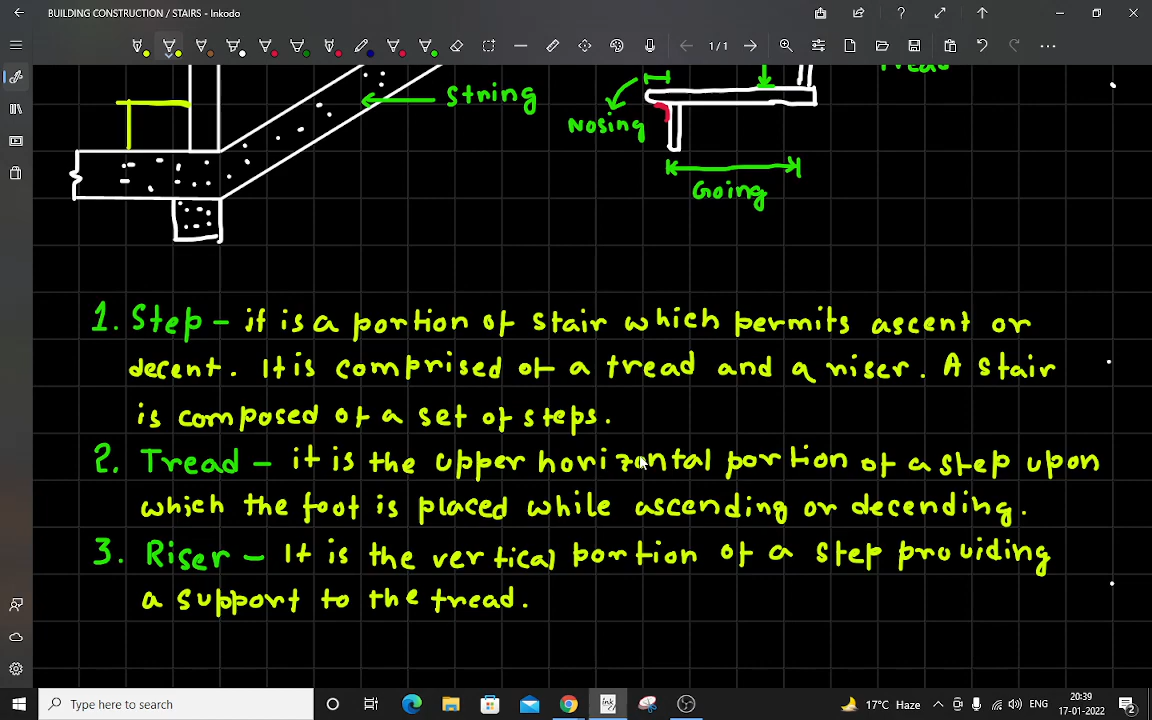 BUILDING CONSTRUCTION / STAIRS - Inkodo
1/1
String
Tread
Nosing
Going
1. Step - it is a portion of stair which permits ascent or
decent. It is comprised of a tread and a riser. A stair
is composed of a set of steps.
2. Tread - it is the upper horizontal portion of a step upon
which the foot is placed while ascending or decending.
3. Riser - It is the vertical portion of a step providing
a support to the tread.
Type here to search
ink
17°C Haze
ENG
20:39
17-01-2022
2